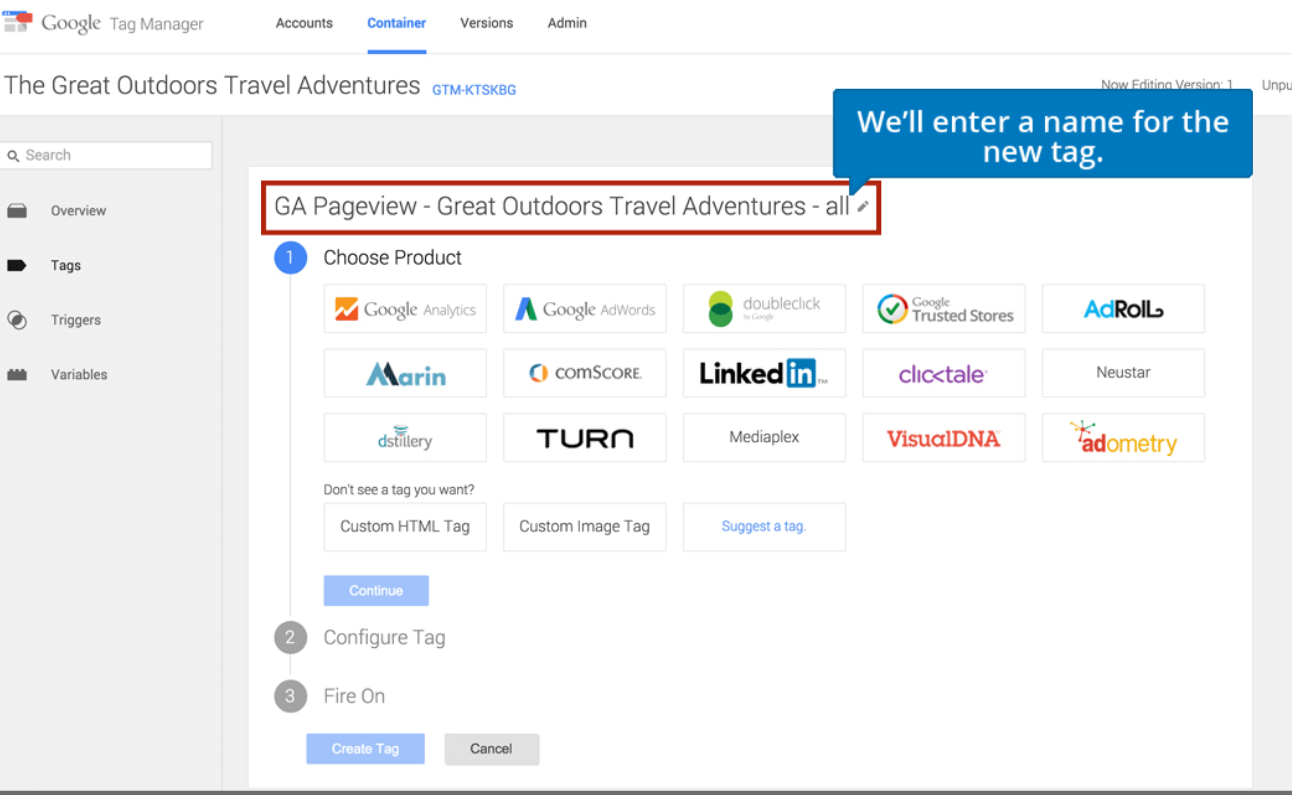 Google Tag Manager
Accounts
Container
Versions
Admin
The Great Outdoors Travel Adventures GTM-KTSKBG
Now Editing Version: 1
We'll enter a name for the
new tag.
Search
Overview
Tags
Triggers
Variables
GA Pageview - Great Outdoors Travel Adventures - all
1 Choose Product
Google Analytics
Google AdWords
doubleclick
by Google
Google
Trusted Stores
AdRoll
Marin
comSCORE.
Linked in TM
clicktale
Neustar
dstillery
TURN
Mediaplex
VisualDNA
adometry
Don't see a tag you want?
Custom HTML Tag
Custom Image Tag
Suggest a tag.
Continue
2 Configure Tag
3 Fire On
Create Tag
Cancel